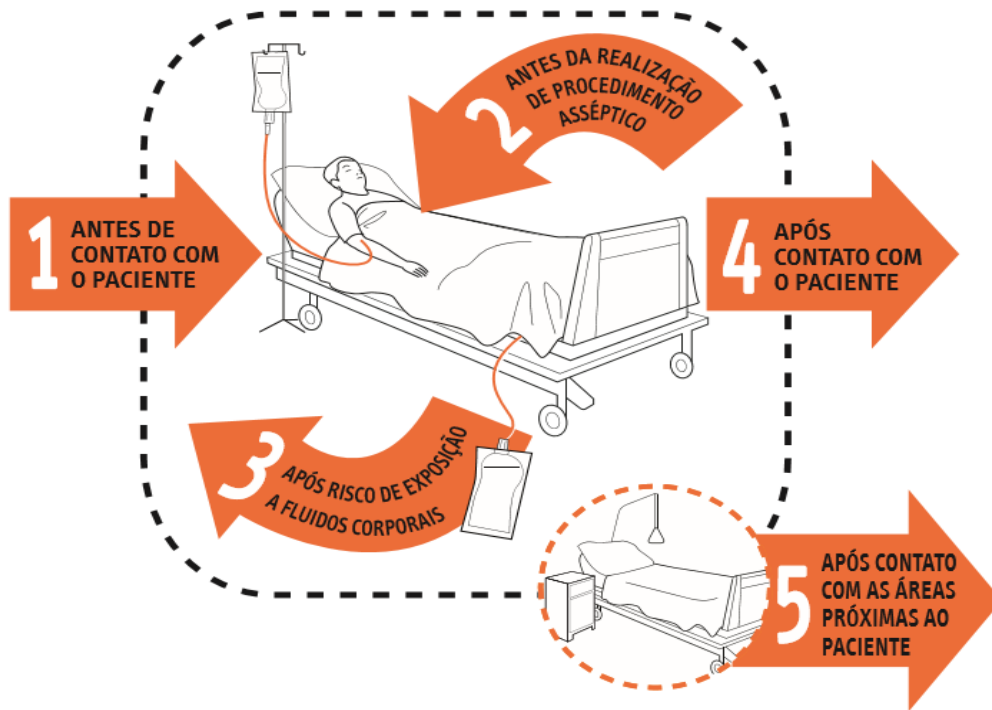 1
ANTES DE
CONTATO COM
O PACIENTE
2
ANTES DA REALIZAÇÃO
DE PROCEDIMENTO
ASSÉPTICO
3
APÓS RISCO DE EXPOSIÇÃO
A FLUIDOS CORPORAIS
4
APÓS
CONTATO COM
O PACIENTE
5
APÓS CONTATO
COM AS ÁREAS
PRÓXIMAS AO
PACIENTE